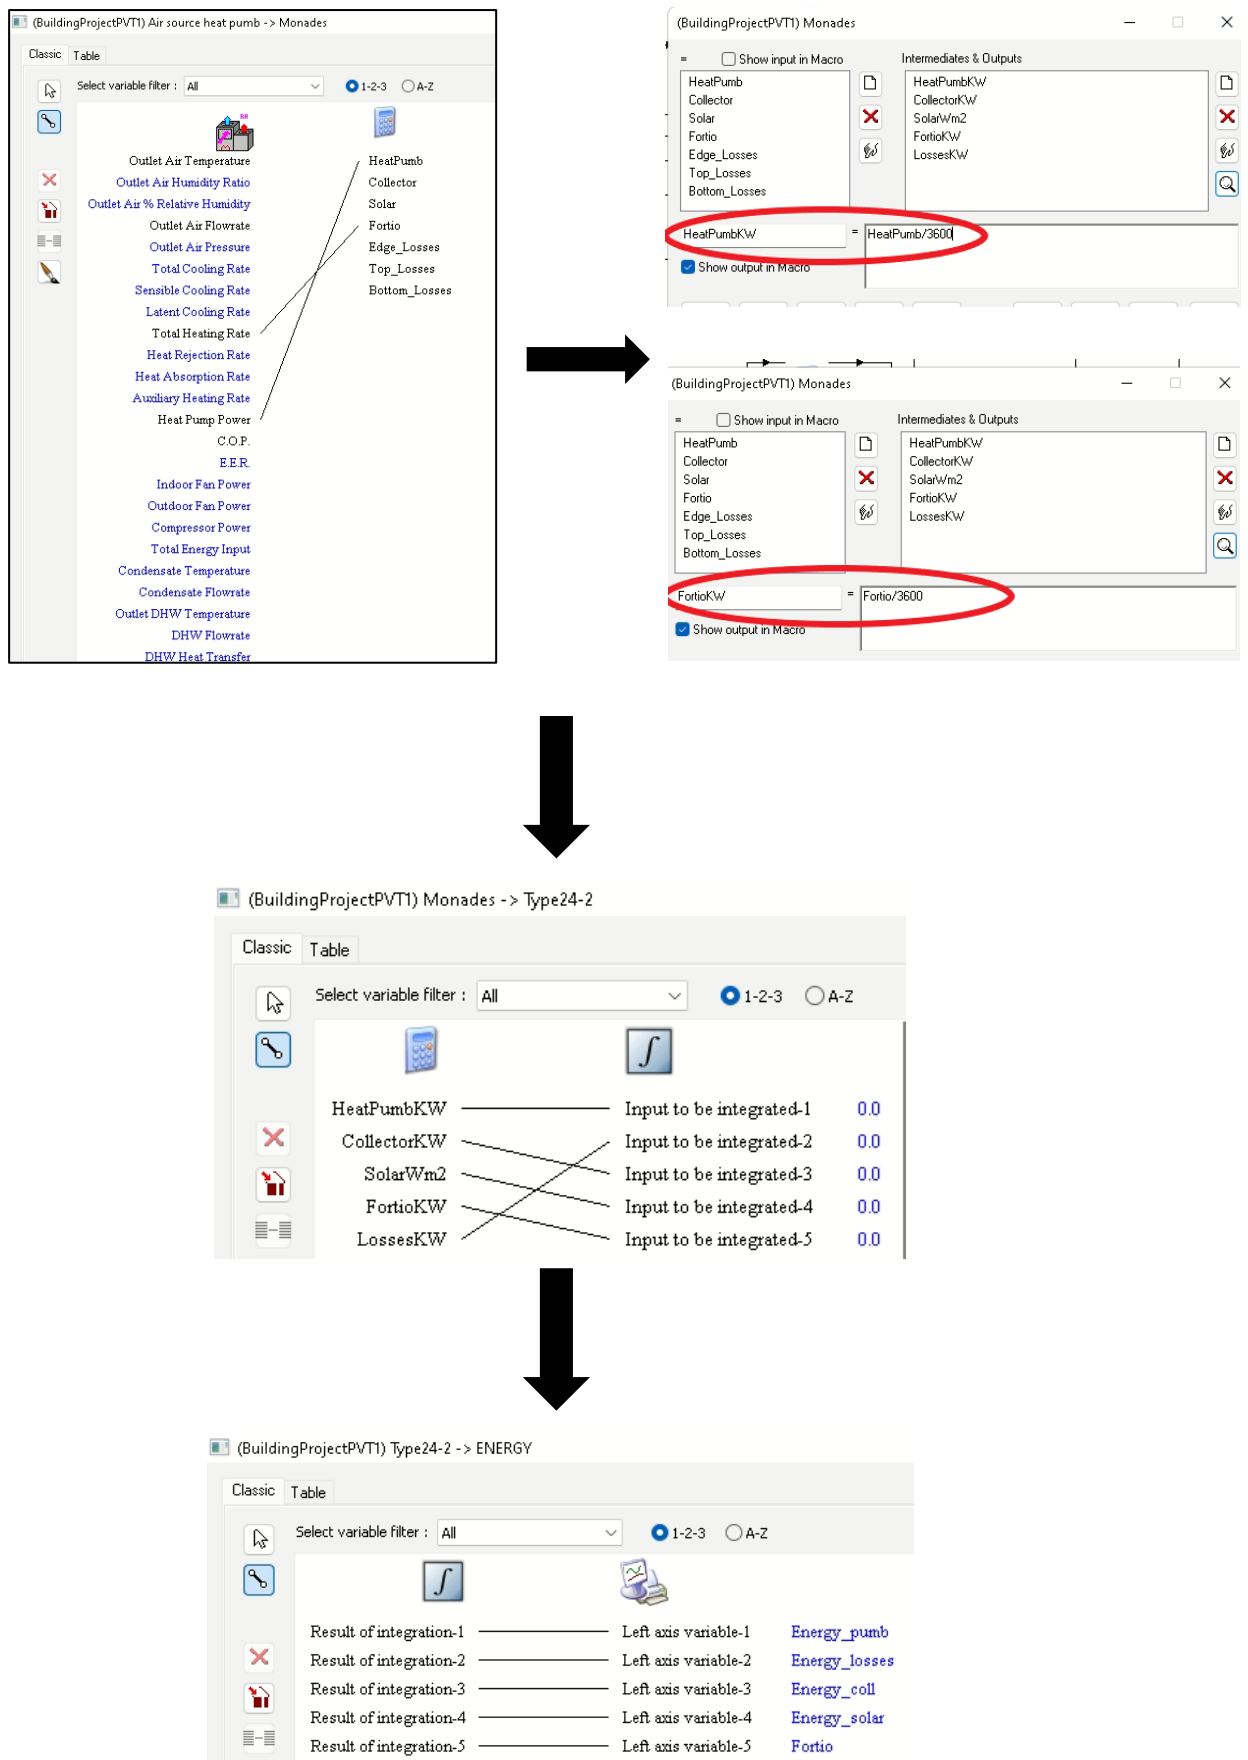 (BuildingProjectPVT1) Air source heat pumb -> Monades
Classic Table
Select variable filter : All 1-2-3 A-Z
Outlet Air Temperature HeatPumb
Outlet Air Humidity Ratio Collector
Outlet Air % Relative Humidity Solar
Outlet Air Flowrate Fortio
Outlet Air Pressure Edge_Losses
Total Cooling Rate Top_Losses
Sensible Cooling Rate Bottom_Losses
Latent Cooling Rate
Total Heating Rate
Heat Rejection Rate
Heat Absorption Rate
Auxiliary Heating Rate
Heat Pump Power
C.O.P.
E.E.R.
Indoor Fan Power
Outdoor Fan Power
Compressor Power
Total Energy Input
Condensate Temperature
Condensate Flowrate
Outlet DHW Temperature
DHW Flowrate
DHW Heat Transfer
(BuildingProjectPVT1) Monades
= Show input in Macro Intermediates & Outputs
HeatPumb HeatPumbKW
Collector CollectorKW
Solar SolarWm2
Fortio FortioKW
Edge_Losses LossesKW
Top_Losses
Bottom_Losses
HeatPumbKW = HeatPumb/3600
Show output in Macro
(BuildingProjectPVT1) Monades
= Show input in Macro Intermediates & Outputs
HeatPumb HeatPumbKW
Collector CollectorKW
Solar SolarWm2
Fortio FortioKW
Edge_Losses LossesKW
Top_Losses
Bottom_Losses
FortioKW = Fortio/3600
Show output in Macro
(BuildingProjectPVT1) Monades -> Type24-2
Classic Table
Select variable filter : All 1-2-3 A-Z
HeatPumbKW Input to be integrated-1 0.0
CollectorKW Input to be integrated-2 0.0
SolarWm2 Input to be integrated-3 0.0
FortioKW Input to be integrated-4 0.0
LossesKW Input to be integrated-5 0.0
(BuildingProjectPVT1) Type24-2 -> ENERGY
Classic Table
Select variable filter : All 1-2-3 A-Z
Result of integration-1 Left axis variable-1 Energy_pumb
Result of integration-2 Left axis variable-2 Energy_losses
Result of integration-3 Left axis variable-3 Energy_coll
Result of integration-4 Left axis variable-4 Energy_solar
Result of integration-5 Left axis variable-5 Fortio